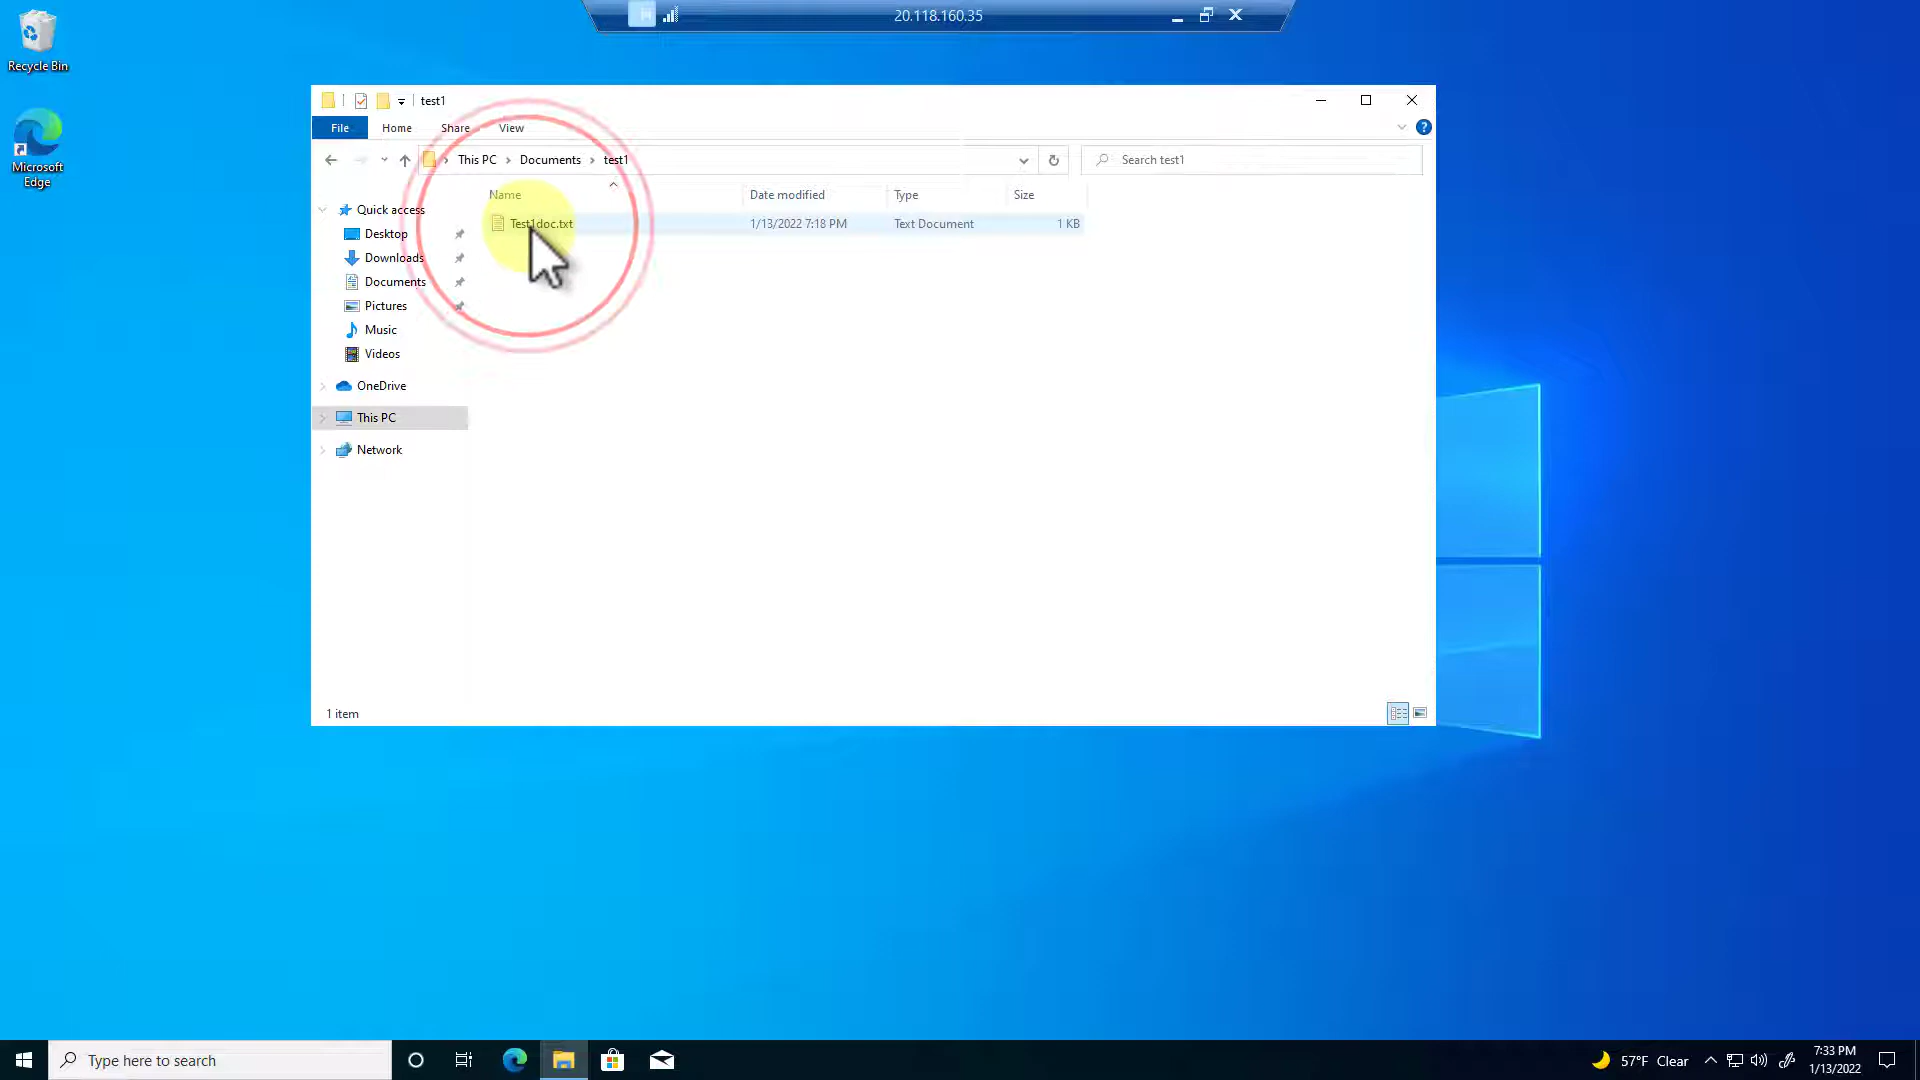 20.118.160.35
Recycle Bin
Microsoft
Edge
test1
File
Home
Share
View
This PC
Documents
test1
Search test1
Name
Date modified
Type
Size
Test1doc.txt
1/13/2022 7:18 PM
Text Document
1 KB
Quick access
Desktop
Downloads
Documents
Pictures
Music
Videos
OneDrive
This PC
Network
1 item
Type here to search
57°F Clear
7:33 PM
1/13/2022